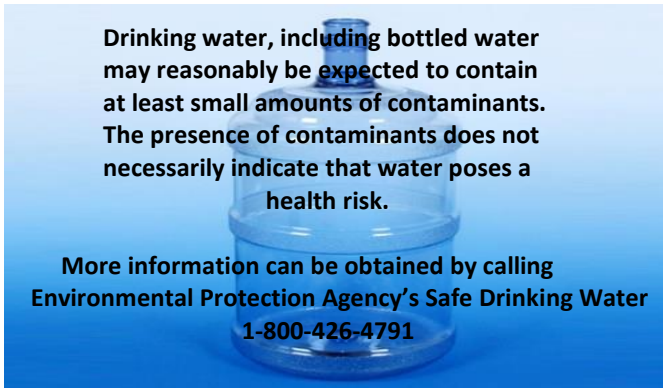 Drinking water, including bottled water
may reasonably be expected to contain
at least small amounts of contaminants.
The presence of contaminants does not
necessarily indicate that water poses a
health risk.
More information can be obtained by calling
Environmental Protection Agency’s Safe Drinking Water
1-800-426-4791